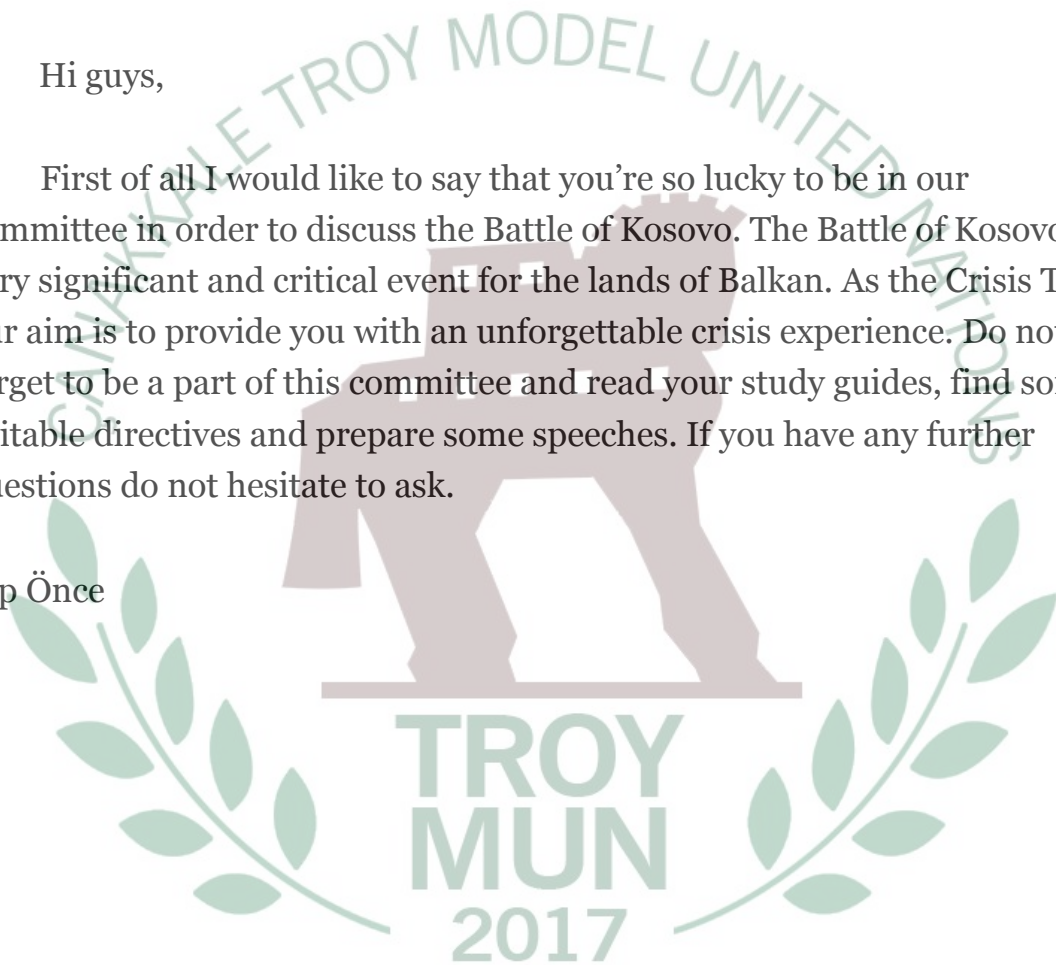 ÇANAKKALE TROY MODEL UNITED NATIONS
Hi guys,
First of all I would like to say that you're so lucky to be in our
mmittee in order to discuss the Battle of Kosovo. The Battle of Kosovo
ry significant and critical event for the lands of Balkan. As the Crisis T
r aim is to provide you with an unforgettable crisis experience. Do no
rget to be a part of this committee and read your study guides, find so
itable directives and prepare some speeches. If you have any further
estions do not hesitate to ask.
p Önce
TROY
MUN
2017